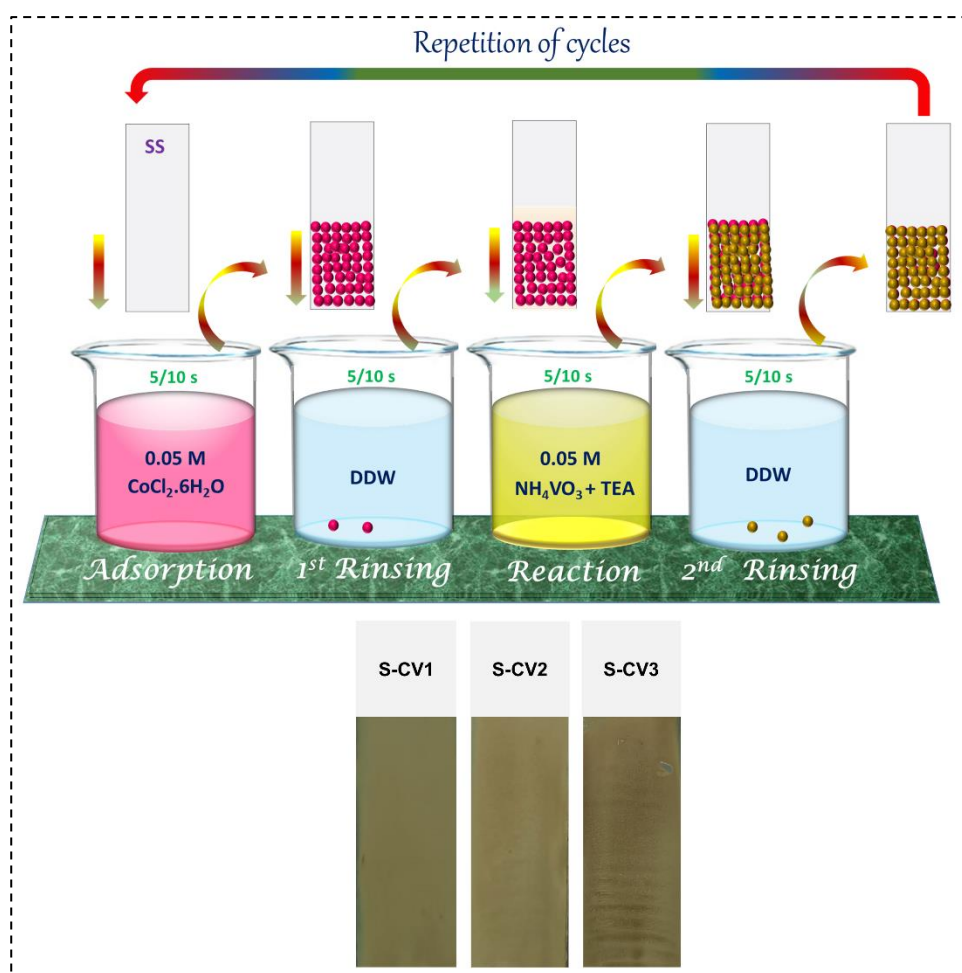 Repetition of cycles
SS
5/10 s
0.05 M
CoCl₂.6H₂O
5/10 s
DDW
5/10 s
0.05 M
NH₄VO₃ + TEA
5/10 s
DDW
Adsorption
1st Rinsing
Reaction
2nd Rinsing
S-CV1
S-CV2
S-CV3